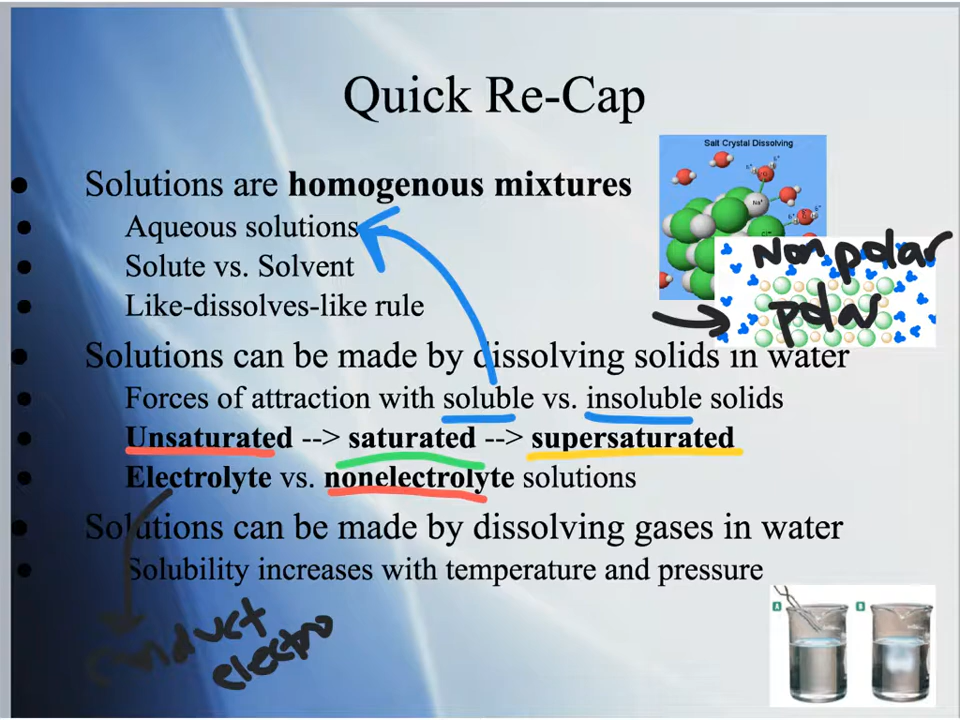 Quick Re-Cap
Solutions are homogenous mixtures
Aqueous solutions
Solute vs. Solvent
Like-dissolves-like rule
Salt Crystal Dissolving
Na+
Non polar
polar
Solutions can be made by dissolving solids in water
Forces of attraction with soluble vs. insoluble solids
Unsaturated --> saturated --> supersaturated
Electrolyte vs. nonelectrolyte solutions
Solutions can be made by dissolving gases in water
Solubility increases with temperature and pressure
conduct
electro
A
B